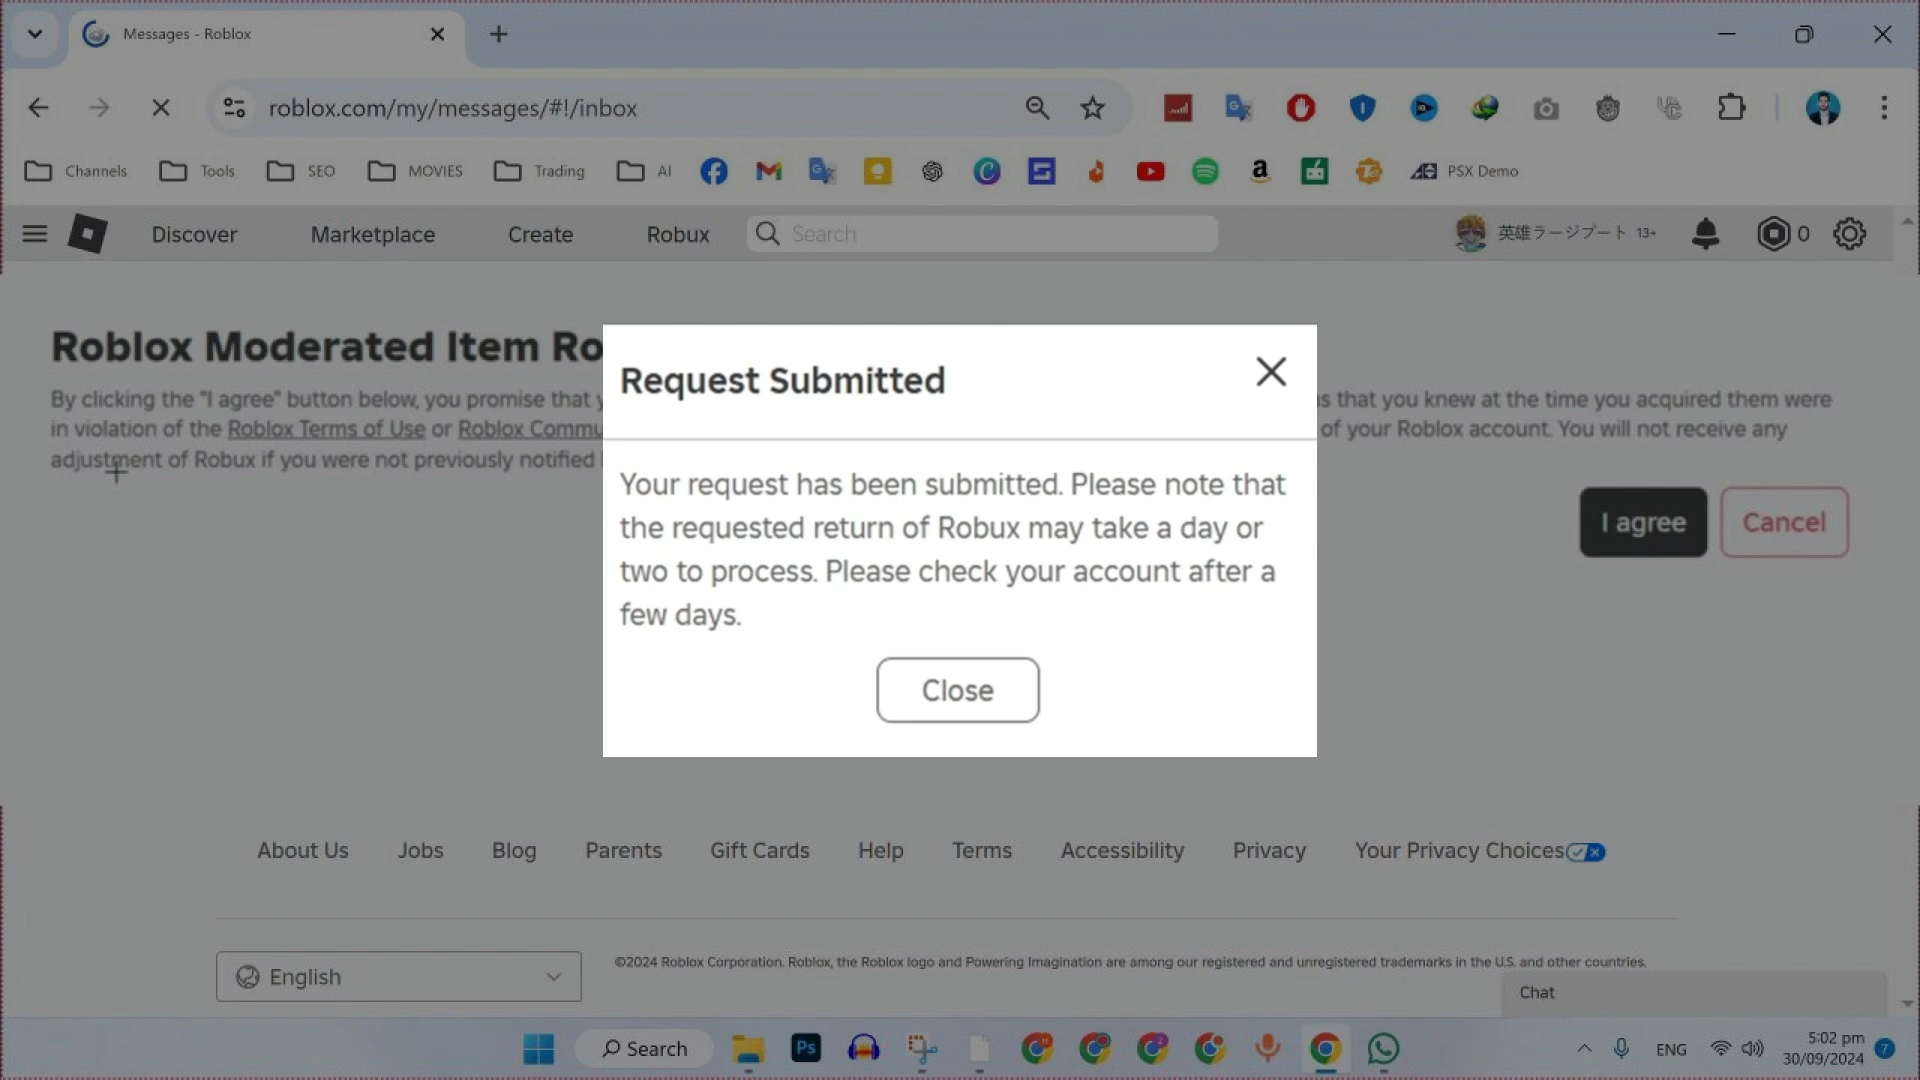 Messages - Roblox
roblox.com/my/messages/#!/inbox
Channels Tools SEO MOVIES Trading AI PSX Demo
Discover Marketplace Create Robux Search 英雄ラージプート 13+ 0
Roblox Moderated Item Ro
By clicking the "I agree" button below, you promise that y
s that you knew at the time you acquired them were
in violation of the Roblox Terms of Use or Roblox Commu
of your Roblox account. You will not receive any
adjustment of Robux if you were not previously notified
Request Submitted
Your request has been submitted. Please note that
the requested return of Robux may take a day or
two to process. Please check your account after a
few days.
Close
I agree Cancel
About Us Jobs Blog Parents Gift Cards Help Terms Accessibility Privacy Your Privacy Choices
English
©2024 Roblox Corporation. Roblox, the Roblox logo and Powering Imagination are among our registered and unregistered trademarks in the U.S. and other countries.
Chat
Search
Ps
ENG
5:02 pm
30/09/2024
7